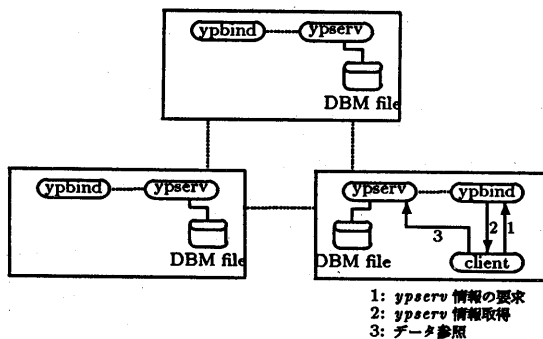 ypbind ypserv
DBM file
ypbind ypserv
DBM file
ypserv ypbind
DBM file
3
2 1
client
1: ypserv 情報の要求
2: ypserv 情報取得
3: データ参照